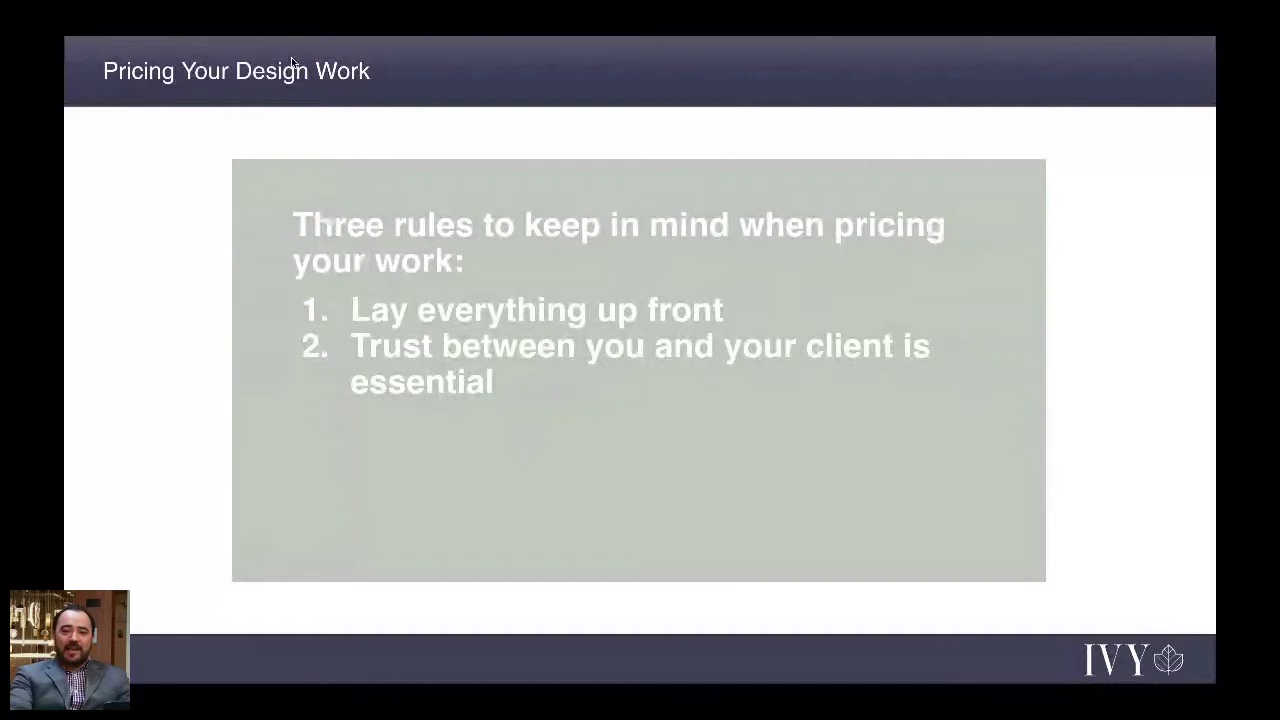 Pricing Your Design Work
Three rules to keep in mind when pricing
your work:
1. Lay everything up front
2. Trust between you and your client is
essential
IVY